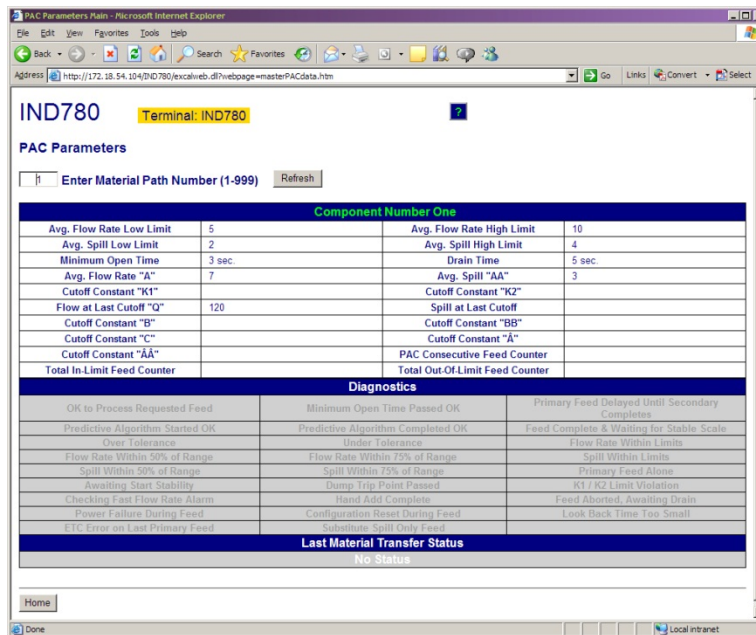 PAC Parameters Main - Microsoft Internet Explorer
File Edit View Favorites Tools Help
Back Search Favorites
Address http://172.18.54.104/IND780/excalweb.dll?webpage=masterPACdata.htm Go Links Convert Select
IND780 Terminal: IND780 ?
PAC Parameters
1 Enter Material Path Number (1-999) Refresh
Component Number One
Avg. Flow Rate Low Limit 5 Avg. Flow Rate High Limit 10
Avg. Spill Low Limit 2 Avg. Spill High Limit 4
Minimum Open Time 3 sec. Drain Time 5 sec.
Avg. Flow Rate "A" 7 Avg. Spill "AA" 3
Cutoff Constant "K1" Cutoff Constant "K2"
Flow at Last Cutoff "Q" 120 Spill at Last Cutoff
Cutoff Constant "B" Cutoff Constant "BB"
Cutoff Constant "C" Cutoff Constant "Â"
Cutoff Constant "ÂÂ" PAC Consecutive Feed Counter
Total In-Limit Feed Counter Total Out-Of-Limit Feed Counter
Diagnostics
OK to Process Requested Feed Minimum Open Time Passed OK Primary Feed Delayed Until Secondary
Completes
Predictive Algorithm Started OK Predictive Algorithm Completed OK Feed Complete & Waiting for Stable Scale
Over Tolerance Under Tolerance Flow Rate Within Limits
Flow Rate Within 50% of Range Flow Rate Within 75% of Range Spill Within Limits
Spill Within 50% of Range Spill Within 75% of Range Primary Feed Alone
Awaiting Start Stability Dump Trip Point Passed K1 / K2 Limit Violation
Checking Fast Flow Rate Alarm Hand Add Complete Feed Aborted, Awaiting Drain
Power Failure During Feed Configuration Reset During Feed Look Back Time Too Small
ETC Error on Last Primary Feed Substitute Spill Only Feed
Last Material Transfer Status
No Status
Home
Done Local intranet